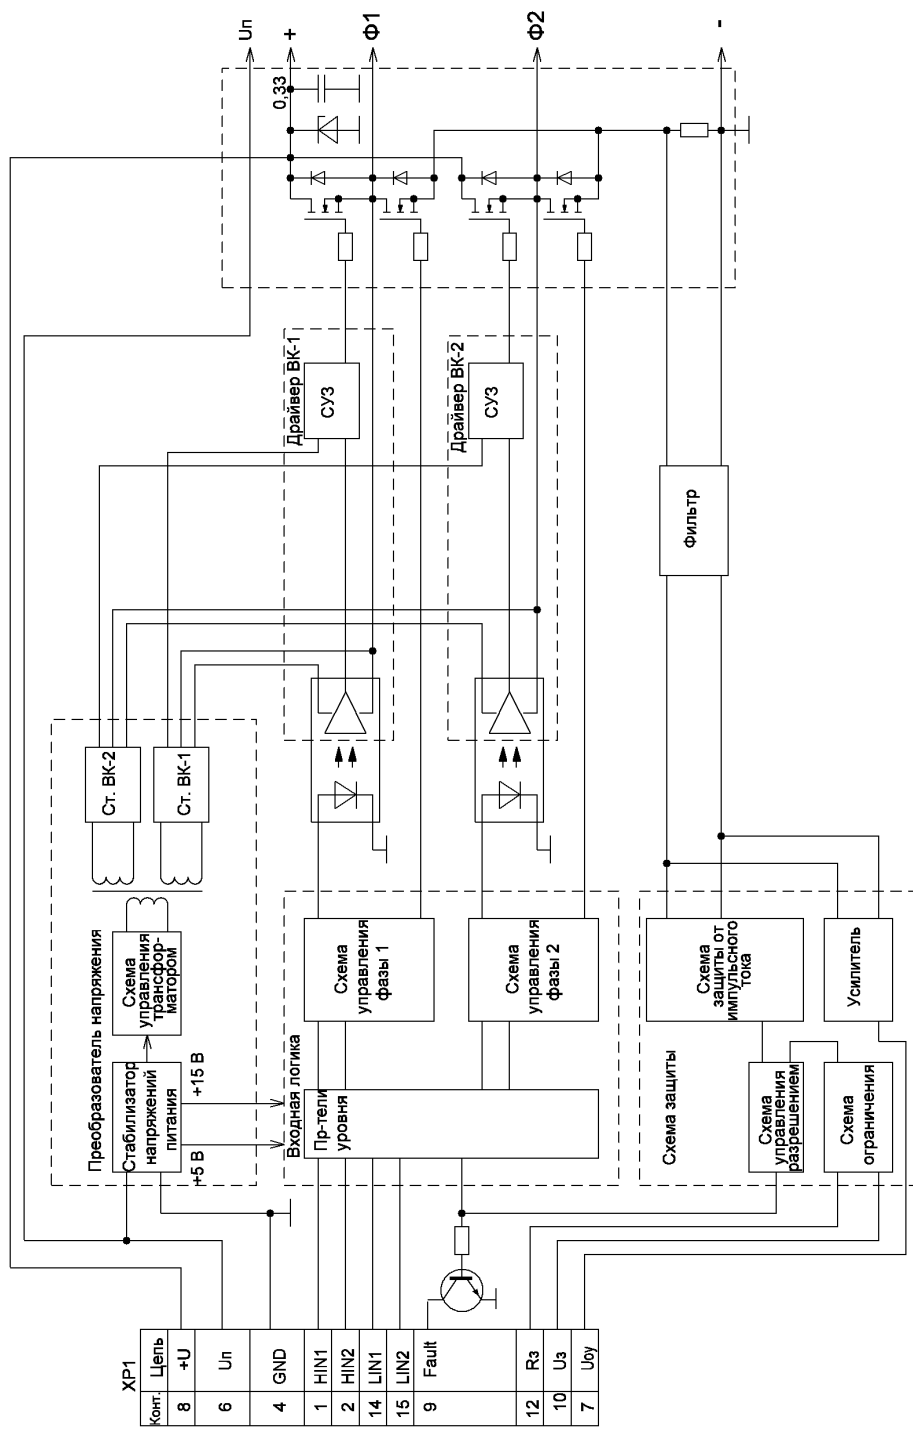 XP1
Конт. Цепь
8 +U
6 Uп
4 GND
1 HIN1
2 HIN2
14 LIN1
15 LIN2
9 Fault
12 Rз
10 Uз
7 Uоу
Преобразователь напряжения
Стабилизатор
напряжений
питания
+5 В
+15 В
Схема
управления
трансфор-
матором
Ст. ВК-2
Ст. ВК-1
Входная логика
Пр-тели
уровня
Схема
управления
фазы 1
Схема
управления
фазы 2
Драйвер ВК-1
СУЗ
Драйвер ВК-2
СУЗ
Схема защиты
Схема
управления
разрешением
Схема
ограничения
Схема
защиты от
импульсного
тока
Усилитель
Фильтр
0,33
Uп
+
Ф1
Ф2
-